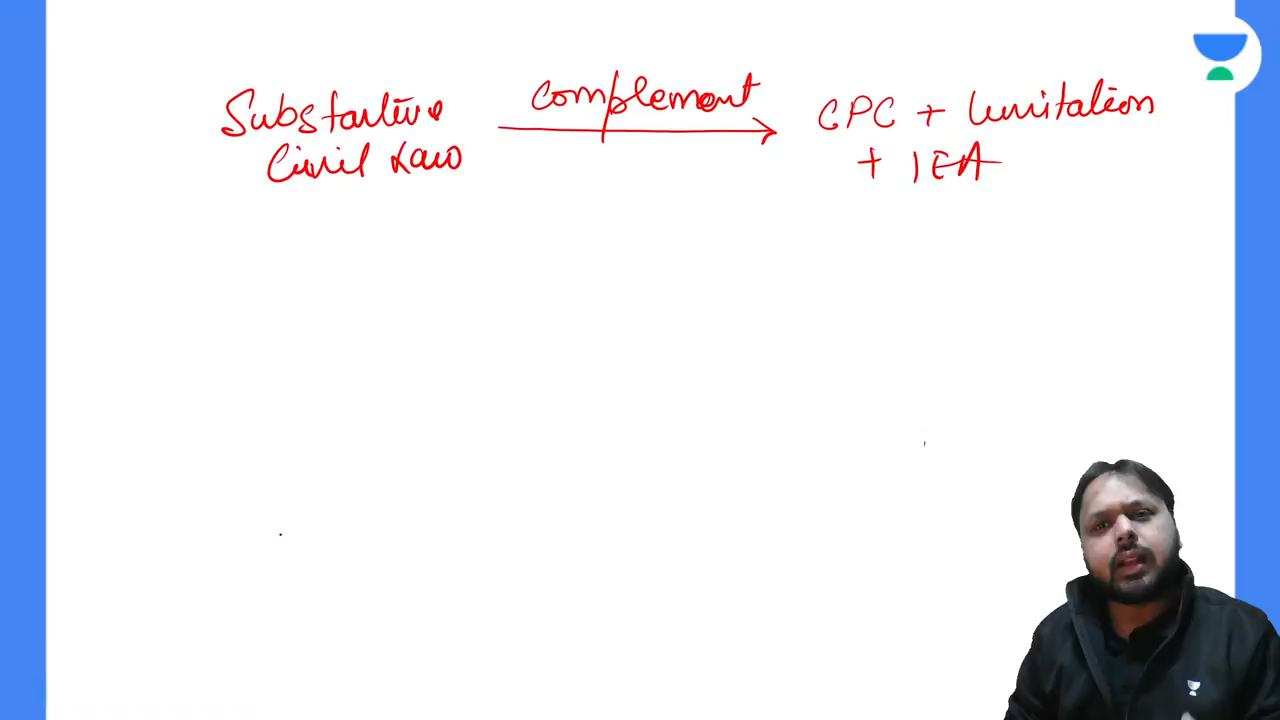 Substantive complement CPC + Limitation
Civil Law + IEA